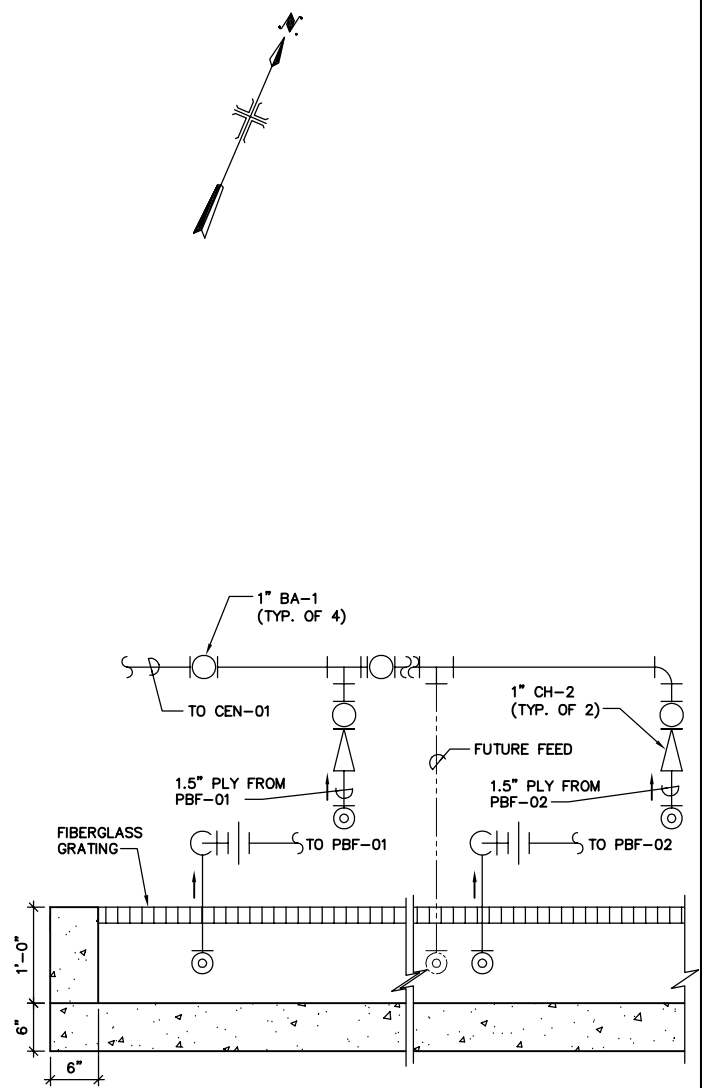 N
1" BA-1
(TYP. OF 4)
TO CEN-01
1" CH-2
(TYP. OF 2)
FUTURE FEED
1.5" PLY FROM
PBF-01
1.5" PLY FROM
PBF-02
FIBERGLASS
GRATING
TO PBF-01
TO PBF-02
1'-0"
6"
6"